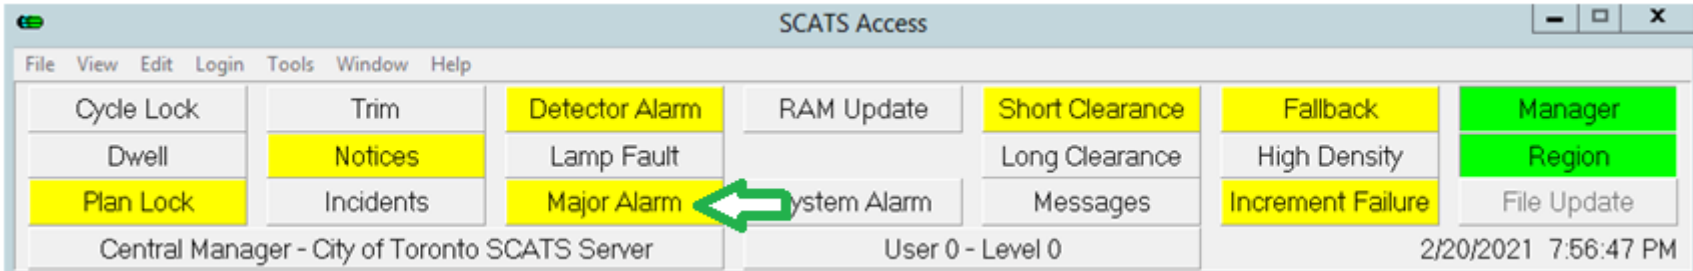 SCATS Access
File View Edit Login Tools Window Help
Cycle Lock Trim Detector Alarm RAM Update Short Clearance Fallback Manager
Dwell Notices Lamp Fault Long Clearance High Density Region
Plan Lock Incidents Major Alarm ystem Alarm Messages Increment Failure File Update
Central Manager - City of Toronto SCATS Server User 0 - Level 0 2/20/2021 7:56:47 PM